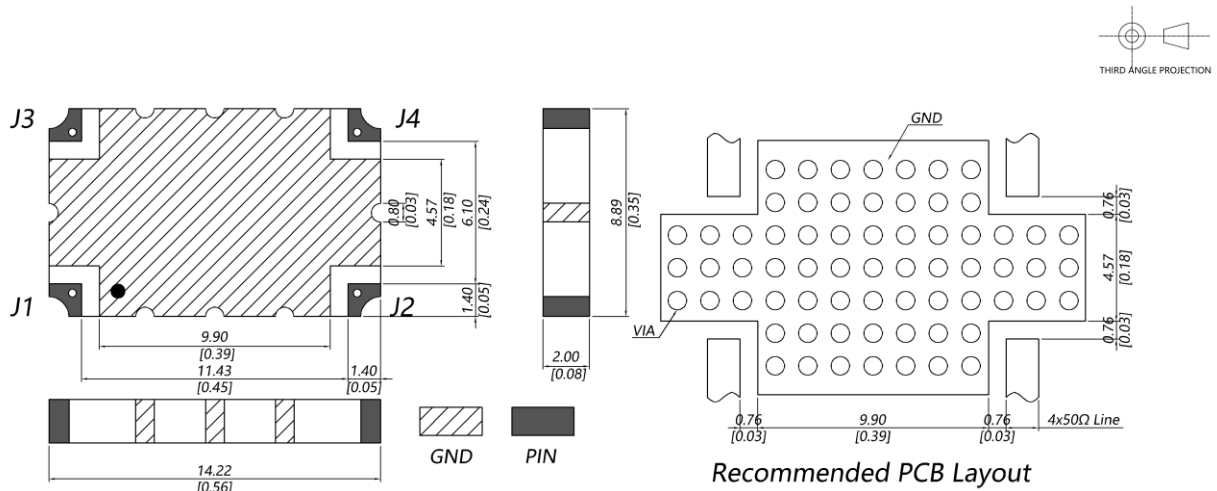 THIRD ANGLE PROJECTION
J3
J4
J1
J2
0.80
[0.03]
4.57
[0.18]
6.10
[0.24]
1.40
[0.05]
9.90
[0.39]
11.43
[0.45]
1.40
[0.05]
8.89
[0.35]
2.00
[0.08]
14.22
[0.56]
GND
PIN
GND
VIA
0.76
[0.03]
4.57
[0.18]
0.76
[0.03]
0.76
[0.03]
9.90
[0.39]
0.76
[0.03]
4x50Ω Line
Recommended PCB Layout